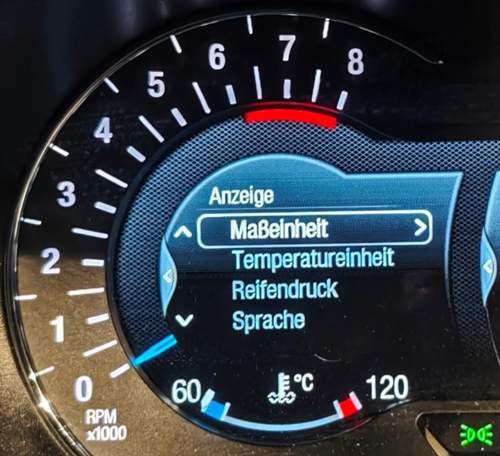 8
7
6
5
4
3
2
1
0
RPM
x1000
Anzeige
Maßeinheit
Temperatureinheit
Reifendruck
Sprache
60 °C 120